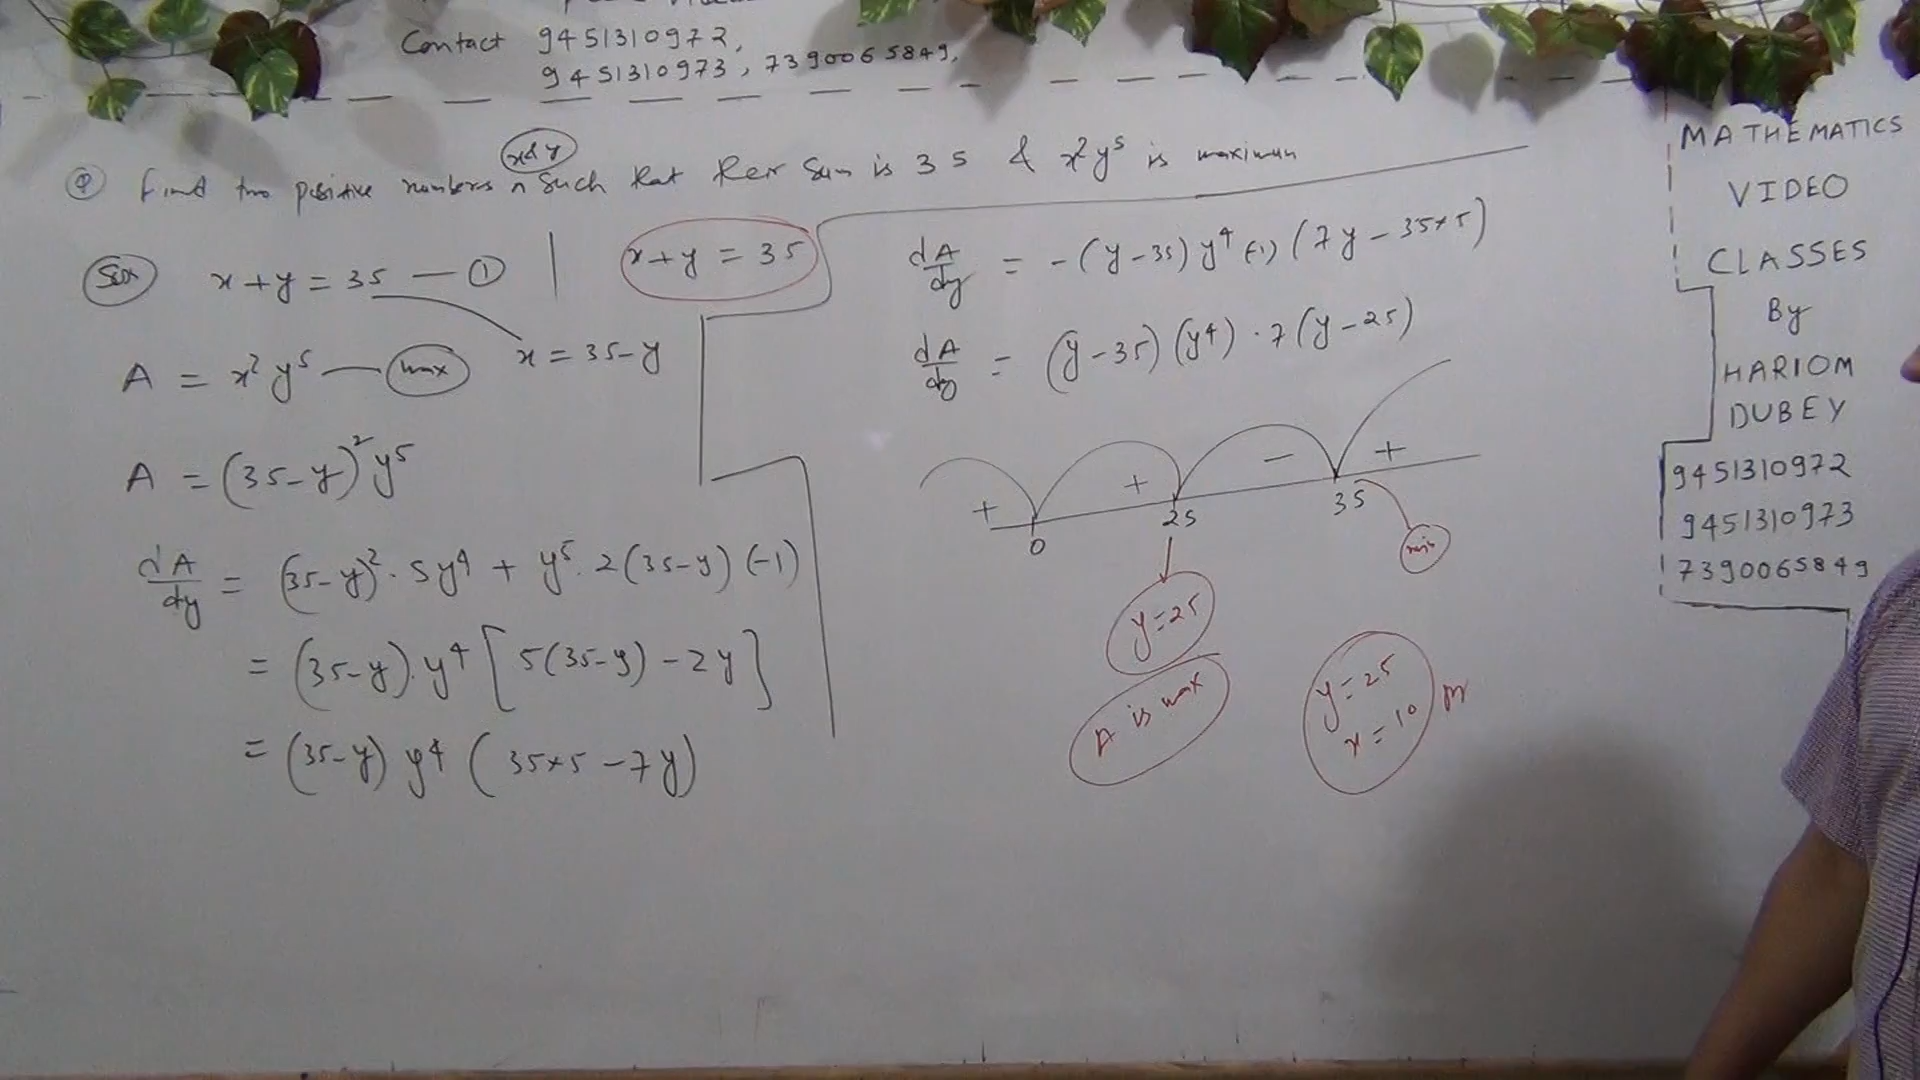 Contact 9451310972,
9451310973, 7390065849.
x & y
Q Find two positive numbers ∧ such that their sum is 35 & x²y⁵ is maximum
Soln x + y = 35 — ①
x = 35 - y
A = x² y⁵ — max
A = (35 - y)² y⁵
dA/dy = (35 - y)² · 5y⁴ + y⁵ · 2(35 - y) (-1)
= (35 - y) · y⁴ [5(35 - y) - 2y]
= (35 - y) y⁴ (35×5 - 7y)
x + y = 35
dA/dy = -(y - 35) y⁴ (-1) (7y - 35×5)
dA/dy = (y - 35) (y⁴) · 7 (y - 25)
+ + - +
0 25 35
min
y = 25
A is max
y = 25
x = 10
MATHEMATICS
VIDEO
CLASSES
By
HARIOM
DUBEY
9451310972
9451310973
7390065849